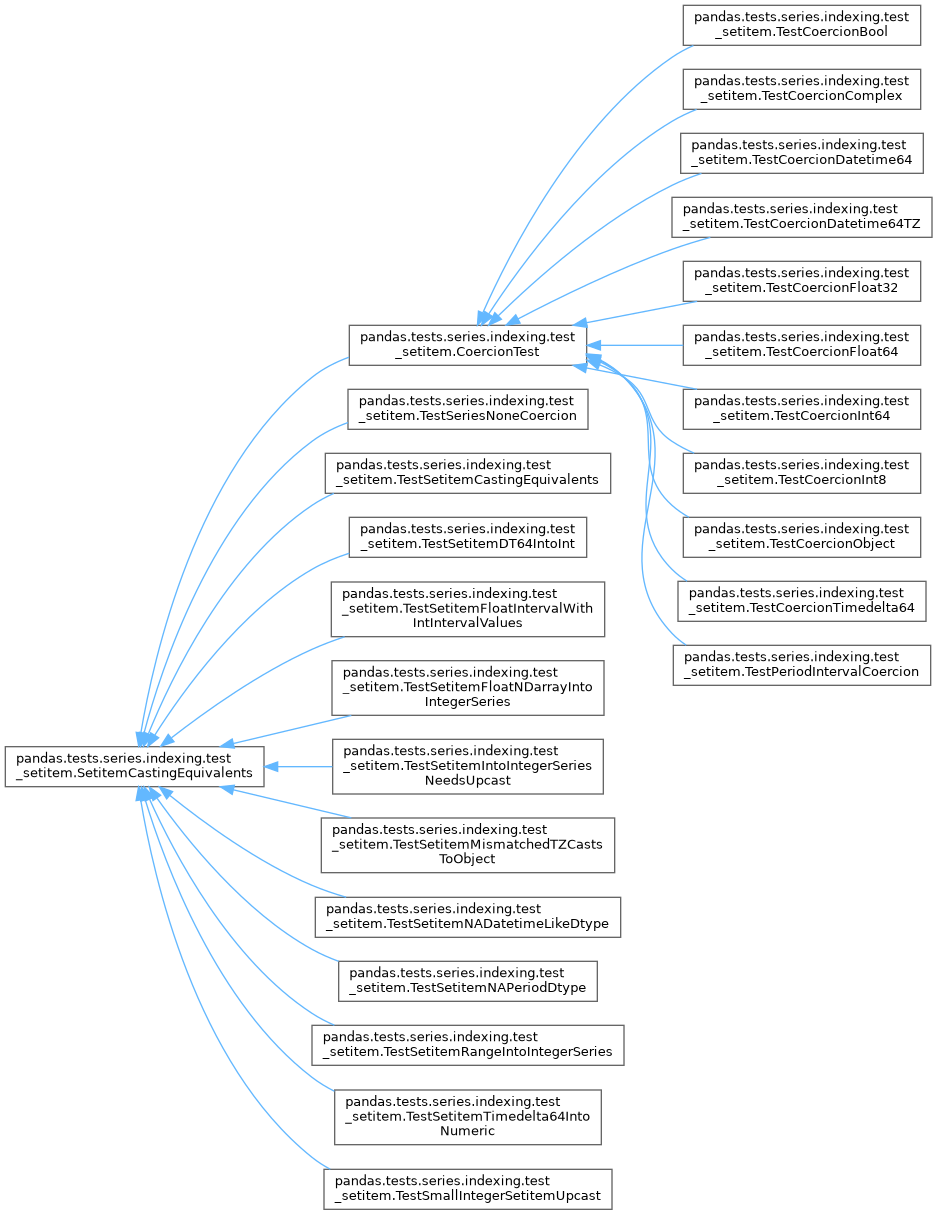 pandas.tests.series.indexing.test
_setitem.SetitemCastingEquivalents
pandas.tests.series.indexing.test
_setitem.CoercionTest
pandas.tests.series.indexing.test
_setitem.TestSeriesNoneCoercion
pandas.tests.series.indexing.test
_setitem.TestSetitemCastingEquivalents
pandas.tests.series.indexing.test
_setitem.TestSetitemDT64IntoInt
pandas.tests.series.indexing.test
_setitem.TestSetitemFloatIntervalWith
IntIntervalValues
pandas.tests.series.indexing.test
_setitem.TestSetitemFloatNDarrayInto
IntegerSeries
pandas.tests.series.indexing.test
_setitem.TestSetitemIntoIntegerSeries
NeedsUpcast
pandas.tests.series.indexing.test
_setitem.TestSetitemMismatchedTZCasts
ToObject
pandas.tests.series.indexing.test
_setitem.TestSetitemNADatetimeLikeDtype
pandas.tests.series.indexing.test
_setitem.TestSetitemNAPeriodDtype
pandas.tests.series.indexing.test
_setitem.TestSetitemRangeIntoIntegerSeries
pandas.tests.series.indexing.test
_setitem.TestSetitemTimedelta64Into
Numeric
pandas.tests.series.indexing.test
_setitem.TestSmallIntegerSetitemUpcast
pandas.tests.series.indexing.test
_setitem.TestCoercionBool
pandas.tests.series.indexing.test
_setitem.TestCoercionComplex
pandas.tests.series.indexing.test
_setitem.TestCoercionDatetime64
pandas.tests.series.indexing.test
_setitem.TestCoercionDatetime64TZ
pandas.tests.series.indexing.test
_setitem.TestCoercionFloat32
pandas.tests.series.indexing.test
_setitem.TestCoercionFloat64
pandas.tests.series.indexing.test
_setitem.TestCoercionInt64
pandas.tests.series.indexing.test
_setitem.TestCoercionInt8
pandas.tests.series.indexing.test
_setitem.TestCoercionObject
pandas.tests.series.indexing.test
_setitem.TestCoercionTimedelta64
pandas.tests.series.indexing.test
_setitem.TestPeriodIntervalCoercion